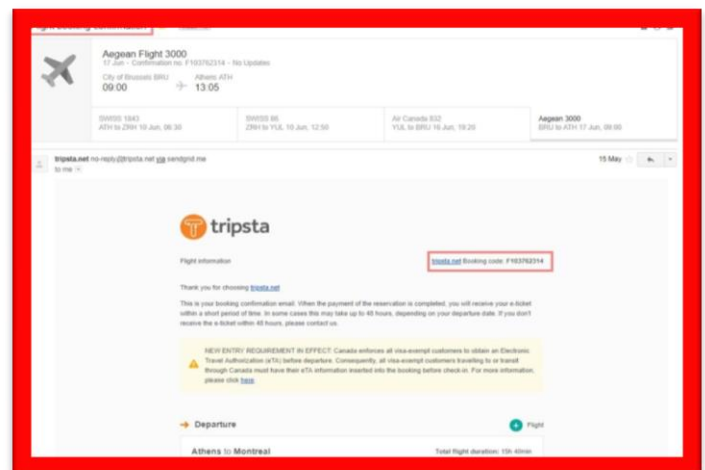 Flight booking confirmation
Aegean Flight 3000
17 Jun - Confirmation no. F103762314 - No Updates
City of Brussels BRU Athens ATH
09:00 13:05
SWISS 1843 SWISS 86 Air Canada 832 Aegean 3000
ATH to ZRH 10 Jun, 06:30 ZRH to YUL 10 Jun, 12:50 YUL to BRU 16 Jun, 19:20 BRU to ATH 17 Jun, 09:00
tripsta.net no-reply@tripsta.net via sendgrid.me 15 May
to me
tripsta
Flight information tripsta.net Booking code: F103762314
Thank you for choosing tripsta.net
This is your booking confirmation email. When the payment of the reservation is completed, you will receive your e-ticket
within a short period of time. In some cases this may take up to 48 hours, depending on your departure date. If you don't
receive the e-ticket within 48 hours, please contact us.
NEW ENTRY REQUIREMENT IN EFFECT: Canada enforces all visa-exempt customers to obtain an Electronic
Travel Authorization (eTA) before departure. Consequently, all visa-exempt customers travelling to or transit
through Canada must have their eTA information inserted into the booking before check-in. For more information,
please click here.
Departure Flight
Athens to Montreal Total flight duration: 15h 40min